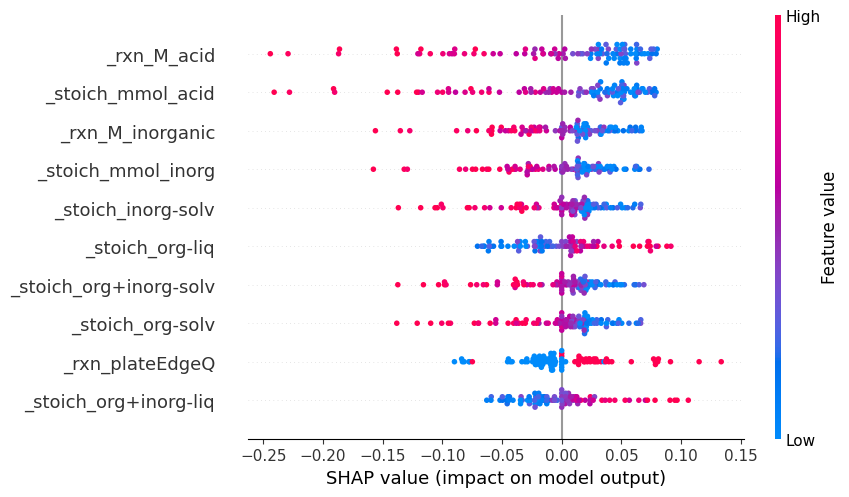 High
_rxn_M_acid
_stoich_mmol_acid
_rxn_M_inorganic
_stoich_mmol_inorg
_stoich_inorg-solv
_stoich_org-liq
_stoich_org+inorg-solv
_stoich_org-solv
_rxn_plateEdgeQ
_stoich_org+inorg-liq
Feature value
Low
−0.25 −0.20 −0.15 −0.10 −0.05 0.00 0.05 0.10 0.15
SHAP value (impact on model output)